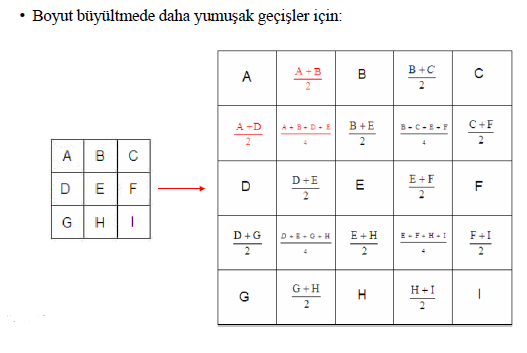 • Boyut büyültmede daha yumuşak geçişler için:
A B C
D E F
G H I
A A+B/2 B B+C/2 C
A+D/2 A+B+D+E/4 B+E/2 B+C+E+F/4 C+F/2
D D+E/2 E E+F/2 F
D+G/2 D+E+G+H/4 E+H/2 E+F+H+I/4 F+I/2
G G+H/2 H H+I/2 I